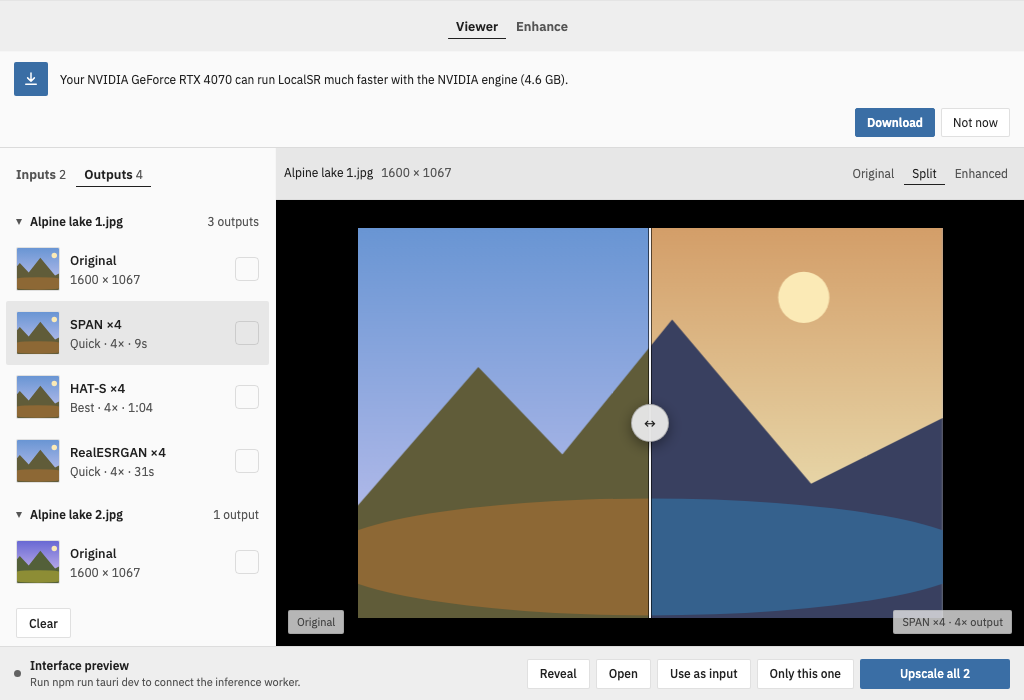 Viewer Enhance
Your NVIDIA GeForce RTX 4070 can run LocalSR much faster with the NVIDIA engine (4.6 GB).
Download Not now
Inputs 2 Outputs 4
Alpine lake 1.jpg 1600 × 1067
Original Split Enhanced
Alpine lake 1.jpg 3 outputs
Original
1600 × 1067
SPAN ×4
Quick · 4× · 9s
HAT-S ×4
Best · 4× · 1:04
RealESRGAN ×4
Quick · 4× · 31s
Alpine lake 2.jpg 1 output
Original
1600 × 1067
Clear
Original
SPAN ×4 · 4× output
Interface preview
Run npm run tauri dev to connect the inference worker.
Reveal Open Use as input Only this one Upscale all 2